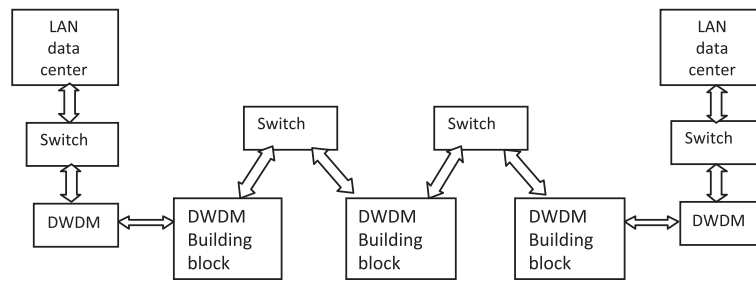 LAN
data
center
LAN
data
center
Switch
Switch
Switch
Switch
DWDM
DWDM
Building
block
DWDM
Building
block
DWDM
Building
block
DWDM